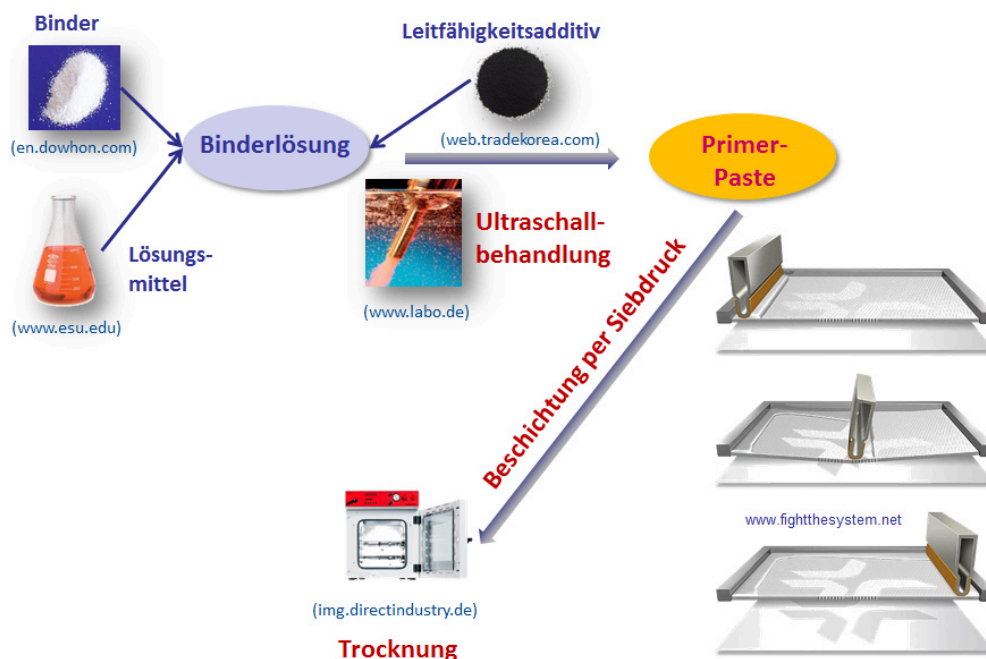 Binder
(en.dowhon.com)
Leitfähigkeitsadditiv
(web.tradekorea.com)
Binderlösung
Primer-
Paste
Lösungs-
mittel
(www.esu.edu)
Ultraschall-
behandlung
(www.labo.de)
Beschichtung per Siebdruck
www.fightthesystem.net
(img.directindustry.de)
Trocknung